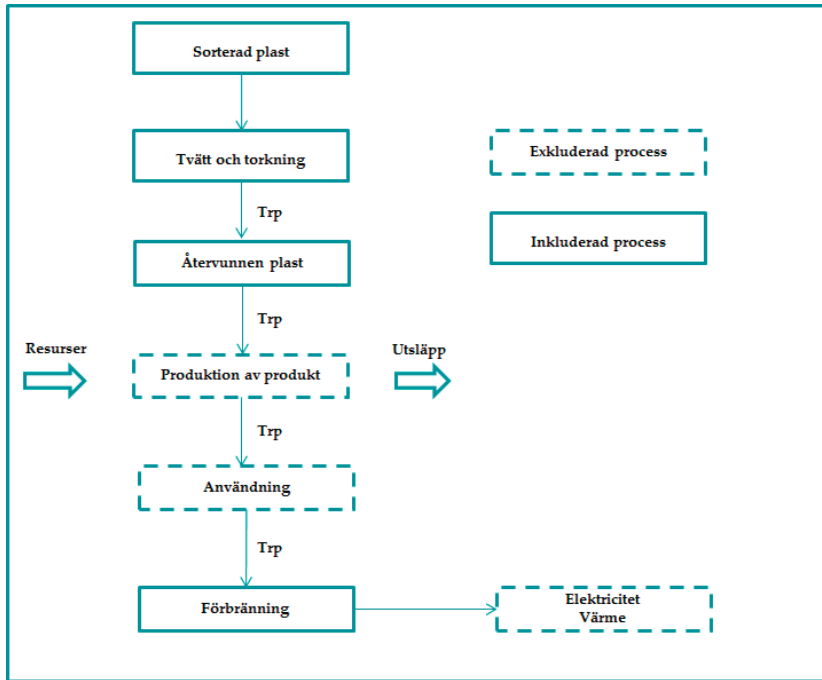 Sorterad plast
Tvätt och torkning
Exkluderad process
Trp
Inkluderad process
Återvunnen plast
Trp
Resurser
Utsläpp
Produktion av produkt
Trp
Användning
Trp
Förbränning
Elektricitet
Värme